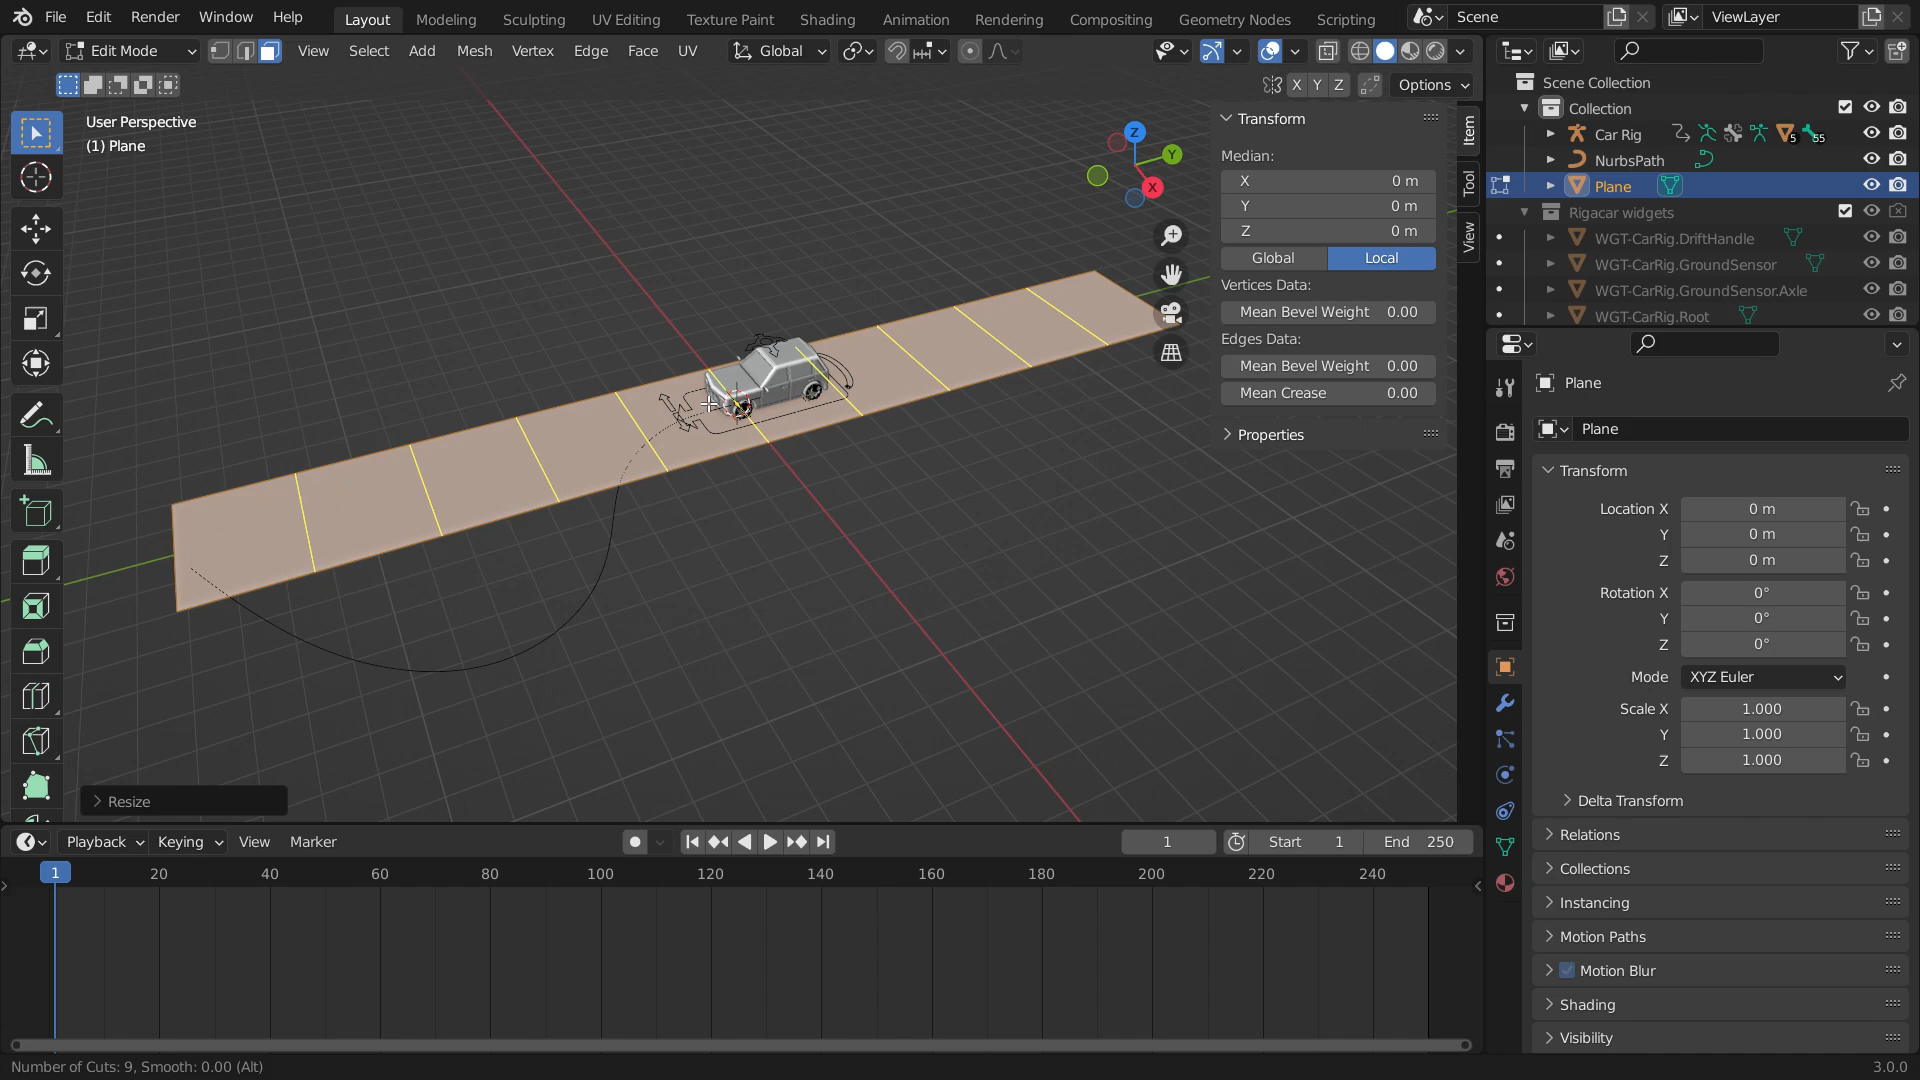 File Edit Render Window Help Layout Modeling Sculpting UV Editing Texture Paint Shading Animation Rendering Compositing Geometry Nodes Scripting Scene ViewLayer
Edit Mode View Select Add Mesh Vertex Edge Face UV Global
X Y Z Options
User Perspective
(1) Plane
Z
Y
X
Transform
Median:
X 0 m
Y 0 m
Z 0 m
Global Local
Vertices Data:
Mean Bevel Weight 0.00
Edges Data:
Mean Bevel Weight 0.00
Mean Crease 0.00
Properties
Item
Tool
View
Resize
Scene Collection
Collection
Car Rig 5 55
NurbsPath
Plane
Rigacar widgets
WGT-CarRig.DriftHandle
WGT-CarRig.GroundSensor
WGT-CarRig.GroundSensor.Axle
WGT-CarRig.Root
Plane
Plane
Transform
Location X 0 m
Y 0 m
Z 0 m
Rotation X 0°
Y 0°
Z 0°
Mode XYZ Euler
Scale X 1.000
Y 1.000
Z 1.000
Delta Transform
Relations
Collections
Instancing
Motion Paths
Motion Blur
Shading
Visibility
Playback Keying View Marker 1 Start 1 End 250
1 20 40 60 80 100 120 140 160 180 200 220 240
Number of Cuts: 9, Smooth: 0.00 (Alt) 3.0.0